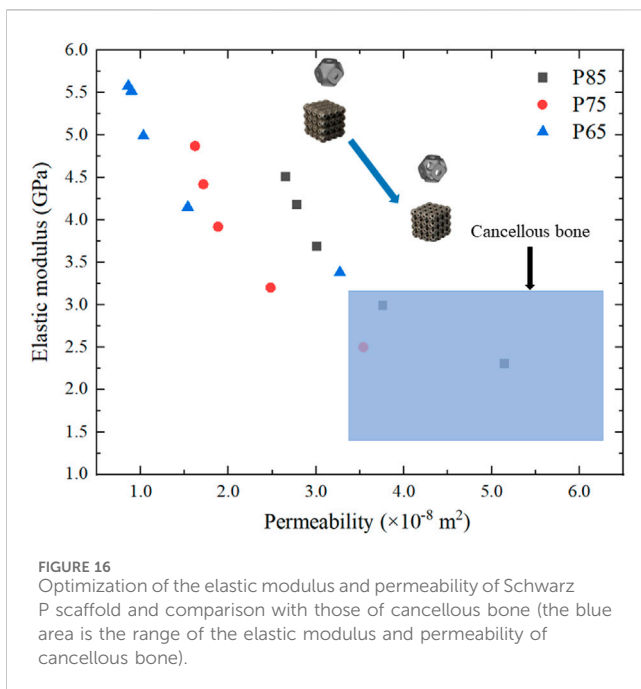 6.0
5.5
5.0
4.5
4.0
3.5
3.0
2.5
2.0
1.5
1.0
Elastic modulus (GPa)
P85
P75
P65
Cancellous bone
1.0 2.0 3.0 4.0 5.0 6.0
Permeability (×10⁻⁸ m²)
FIGURE 16
Optimization of the elastic modulus and permeability of Schwarz
P scaffold and comparison with those of cancellous bone (the blue
area is the range of the elastic modulus and permeability of
cancellous bone).